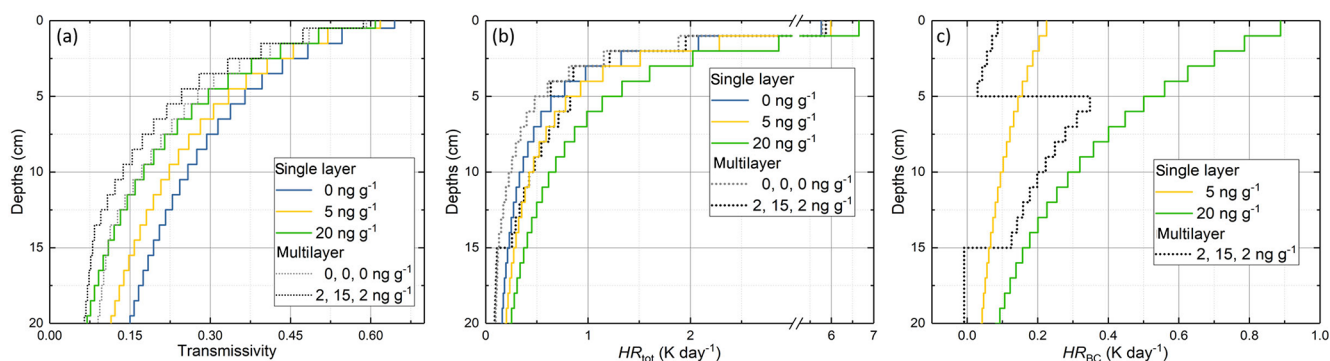 (a)
Depths (cm)
0
5
10
15
20
0.00
0.15
0.30
0.45
0.60
Transmissivity
Single layer
0 ng g⁻¹
5 ng g⁻¹
20 ng g⁻¹
Multilayer
0, 0, 0 ng g⁻¹
2, 15, 2 ng g⁻¹
(b)
Depths (cm)
0
5
10
15
20
0
1
2
6
7
HRtot (K day⁻¹)
Single layer
0 ng g⁻¹
5 ng g⁻¹
20 ng g⁻¹
Multilayer
0, 0, 0 ng g⁻¹
2, 15, 2 ng g⁻¹
c)
Depths (cm)
0
5
10
15
20
0.0
0.2
0.4
0.6
0.8
1.0
HRBC (K day⁻¹)
Single layer
5 ng g⁻¹
20 ng g⁻¹
Multilayer
2, 15, 2 ng g⁻¹